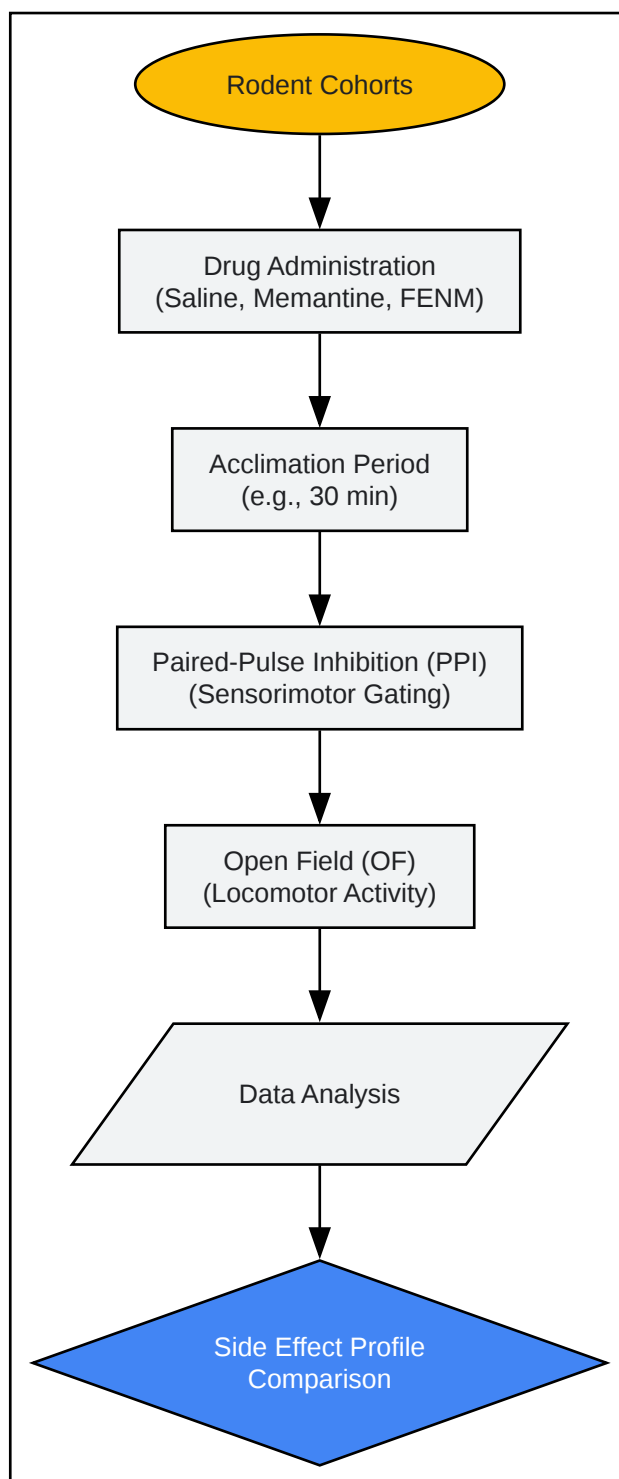 Rodent Cohorts
Drug Administration
(Saline, Memantine, FENM)
Acclimation Period
(e.g., 30 min)
Paired-Pulse Inhibition (PPI)
(Sensorimotor Gating)
Open Field (OF)
(Locomotor Activity)
Data Analysis
Side Effect Profile
Comparison